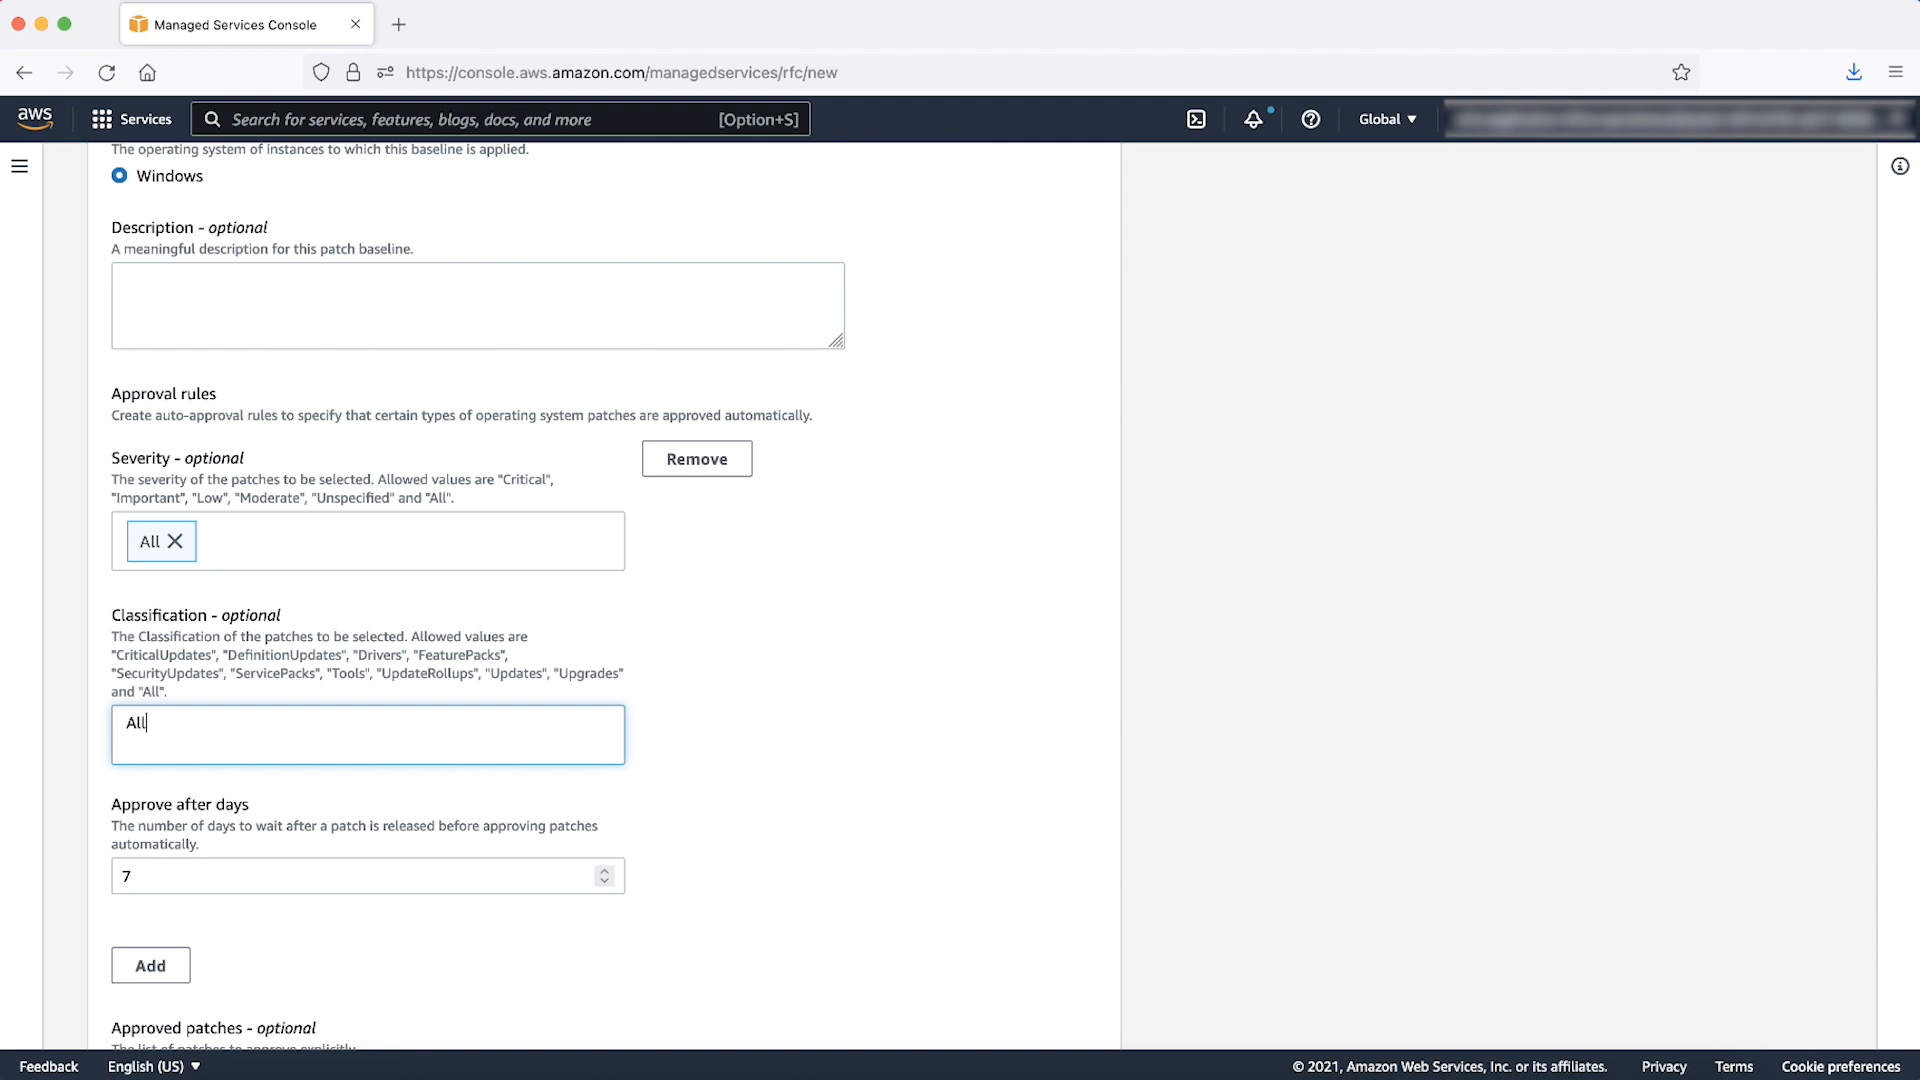 Managed Services Console
https://console.aws.amazon.com/managedservices/rfc/new
aws
Services
Search for services, features, blogs, docs, and more
[Option+S]
Global
The operating system of instances to which this baseline is applied.
Windows
Description - optional
A meaningful description for this patch baseline.
Approval rules
Create auto-approval rules to specify that certain types of operating system patches are approved automatically.
Severity - optional
Remove
The severity of the patches to be selected. Allowed values are "Critical",
"Important", "Low", "Moderate", "Unspecified" and "All".
All
Classification - optional
The Classification of the patches to be selected. Allowed values are
"CriticalUpdates", "DefinitionUpdates", "Drivers", "FeaturePacks",
"SecurityUpdates", "ServicePacks", "Tools", "UpdateRollups", "Updates", "Upgrades"
and "All".
All
Approve after days
The number of days to wait after a patch is released before approving patches
automatically.
7
Add
Approved patches - optional
The list of patches to approve explicitly.
Feedback
English (US)
© 2021, Amazon Web Services, Inc. or its affiliates.
Privacy
Terms
Cookie preferences